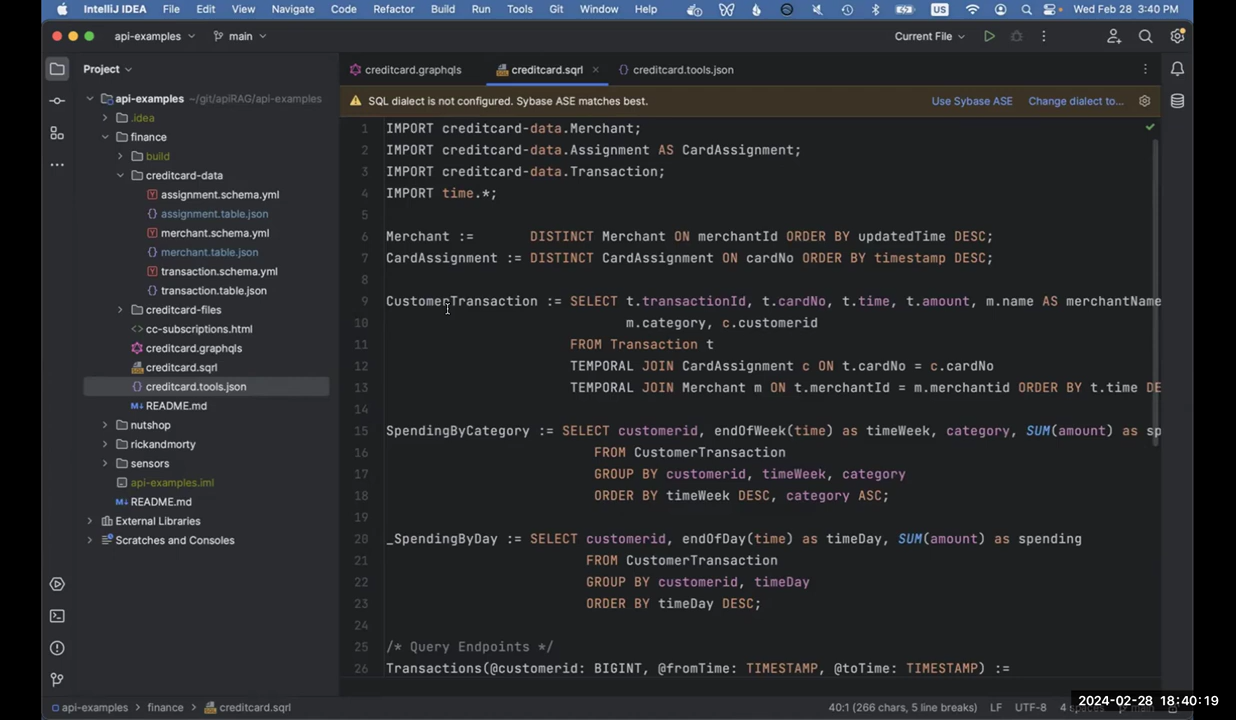 IntelliJ IDEA File Edit View Navigate Code Refactor Build Run Tools Git Window Help US Wed Feb 28 3:40 PM
api-examples main Current File
Project creditcard.graphqls creditcard.sqrl creditcard.tools.json
SQL dialect is not configured. Sybase ASE matches best. Use Sybase ASE Change dialect to...
api-examples ~/git/apiRAG/api-examples
.idea
finance
build
creditcard-data
assignment.schema.yml
assignment.table.json
merchant.schema.yml
merchant.table.json
transaction.schema.yml
transaction.table.json
creditcard-files
cc-subscriptions.html
creditcard.graphqls
creditcard.sqrl
creditcard.tools.json
README.md
nutshop
rickandmorty
sensors
api-examples.iml
README.md
External Libraries
Scratches and Consoles
1 IMPORT creditcard-data.Merchant;
2 IMPORT creditcard-data.Assignment AS CardAssignment;
3 IMPORT creditcard-data.Transaction;
4 IMPORT time.*;
5
6 Merchant := DISTINCT Merchant ON merchantId ORDER BY updatedTime DESC;
7 CardAssignment := DISTINCT CardAssignment ON cardNo ORDER BY timestamp DESC;
8
9 CustomerTransaction := SELECT t.transactionId, t.cardNo, t.time, t.amount, m.name AS merchantName
10 m.category, c.customerid
11 FROM Transaction t
12 TEMPORAL JOIN CardAssignment c ON t.cardNo = c.cardNo
13 TEMPORAL JOIN Merchant m ON t.merchantId = m.merchantid ORDER BY t.time DE
14
15 SpendingByCategory := SELECT customerid, endOfWeek(time) as timeWeek, category, SUM(amount) as sp
16 FROM CustomerTransaction
17 GROUP BY customerid, timeWeek, category
18 ORDER BY timeWeek DESC, category ASC;
19
20 _SpendingByDay := SELECT customerid, endOfDay(time) as timeDay, SUM(amount) as spending
21 FROM CustomerTransaction
22 GROUP BY customerid, timeDay
23 ORDER BY timeDay DESC;
24
25 /* Query Endpoints */
26 Transactions(@customerid: BIGINT, @fromTime: TIMESTAMP, @toTime: TIMESTAMP) :=
api-examples finance creditcard.sqrl 40:1 (266 chars, 5 line breaks) LF UTF-8 4
2024-02-28 18:40:19